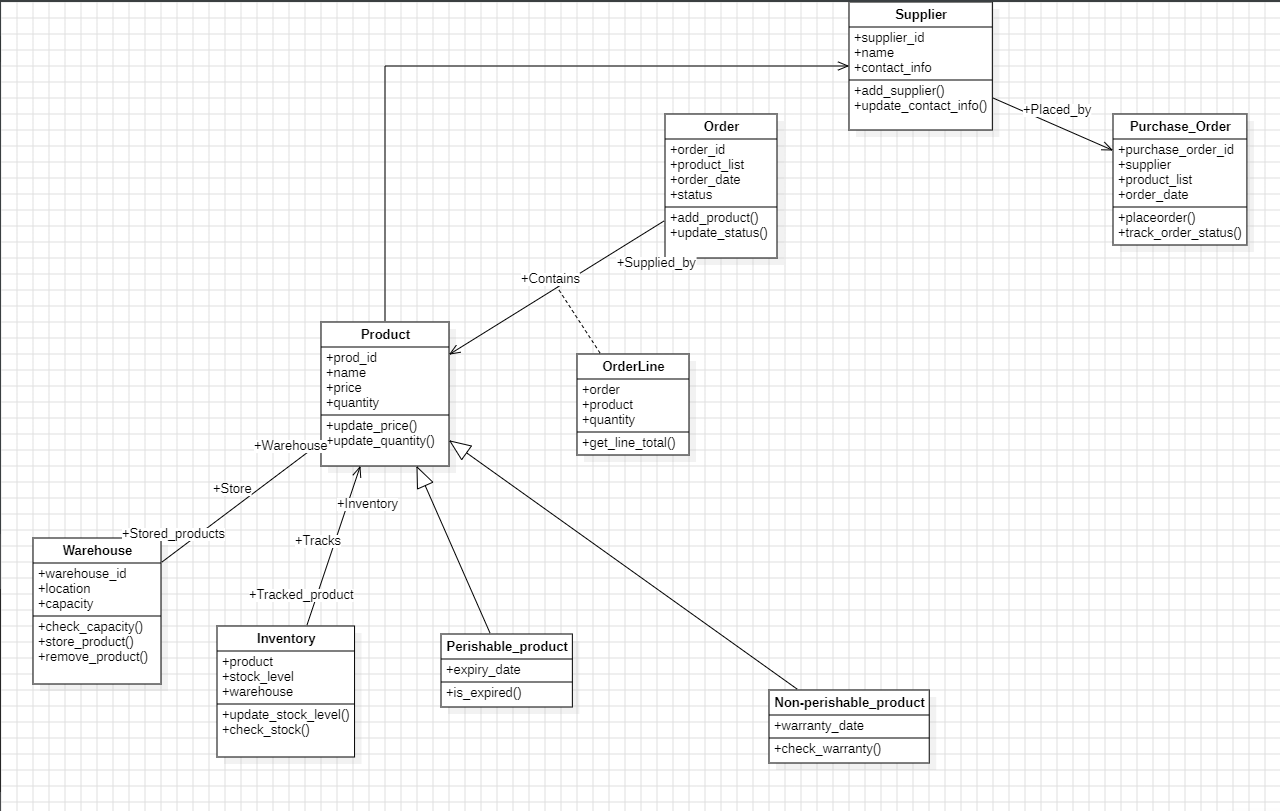 Supplier
+supplier_id
+name
+contact_info
+add_supplier()
+update_contact_info()
+Placed_by
Purchase_Order
+purchase_order_id
+supplier
+product_list
+order_date
+placeorder()
+track_order_status()
Order
+order_id
+product_list
+order_date
+status
+add_product()
+update_status()
+Supplied_by
+Contains
Product
+prod_id
+name
+price
+quantity
+update_price()
+update_quantity()
OrderLine
+order
+product
+quantity
+get_line_total()
+Warehouse
+Store
+Stored_products
+Inventory
+Tracks
+Tracked_product
Warehouse
+warehouse_id
+location
+capacity
+check_capacity()
+store_product()
+remove_product()
Inventory
+product
+stock_level
+warehouse
+update_stock_level()
+check_stock()
Perishable_product
+expiry_date
+is_expired()
Non-perishable_product
+warranty_date
+check_warranty()